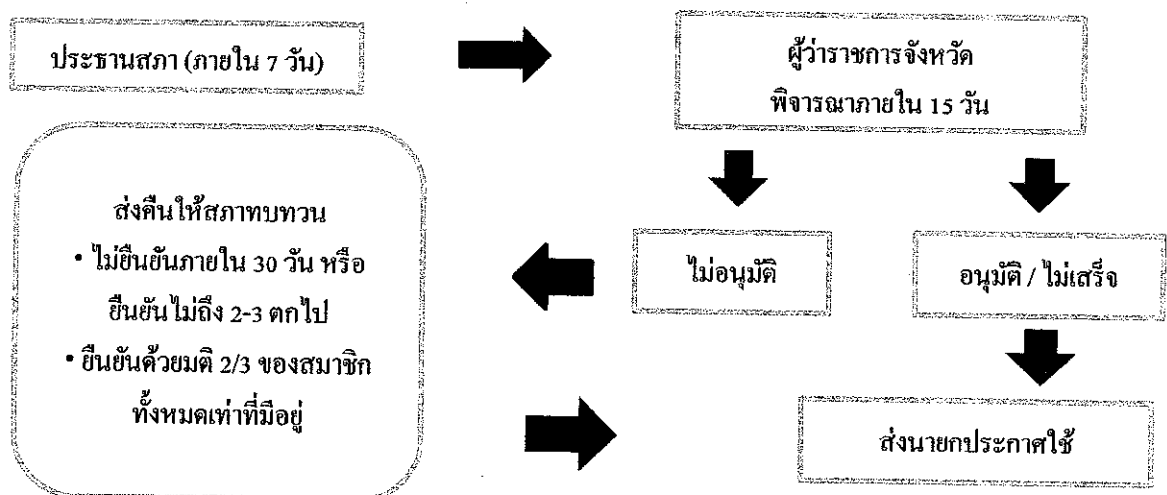 ประธานสภา (ภายใน 7 วัน)
ผู้ว่าราชการจังหวัด
พิจารณาภายใน 15 วัน
ส่งคืนให้สภาทบทวน
• ไม่ยืนยันภายใน 30 วัน หรือ
ยืนยันไม่ถึง 2-3 ตกไป
• ยืนยันด้วยมติ 2/3 ของสมาชิก
ทั้งหมดเท่าที่มีอยู่
ไม่อนุมัติ
อนุมัติ / ไม่เสร็จ
ส่งนายกประกาศใช้